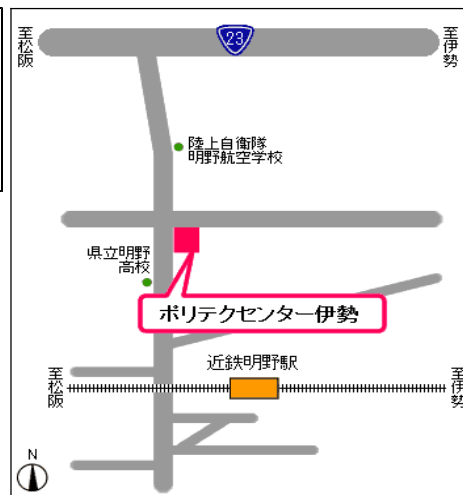 至松阪
23
至伊勢
陸上自衛隊
明野航空学校
県立明野
高校
ポリテクセンター伊勢
近鉄明野駅
至松阪
至伊勢
N